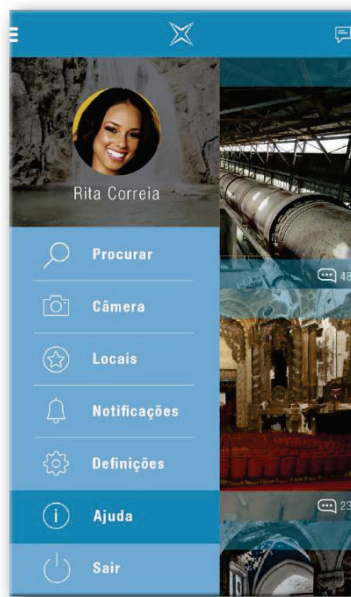 Rita Correia
48
Procurar
Câmera
Locais
Notificações
Definições
23
Ajuda
Sair